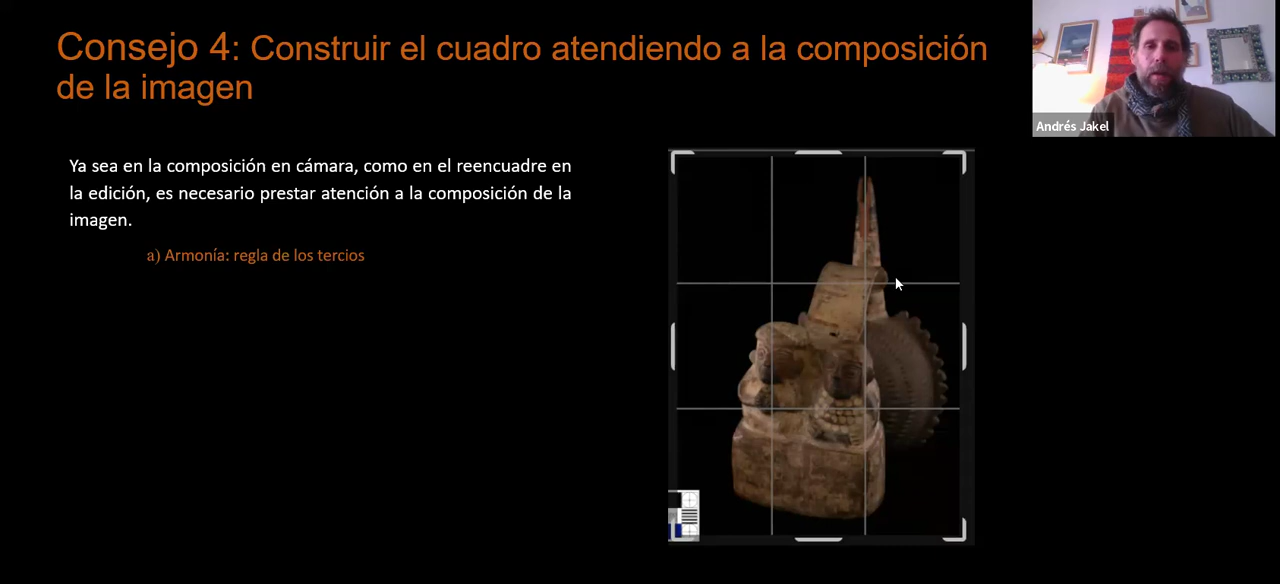 Consejo 4: Construir el cuadro atendiendo a la composición
de la imagen
Andrés Jakel
Ya sea en la composición en cámara, como en el reencuadre en
la edición, es necesario prestar atención a la composición de la
imagen.
a) Armonía: regla de los tercios